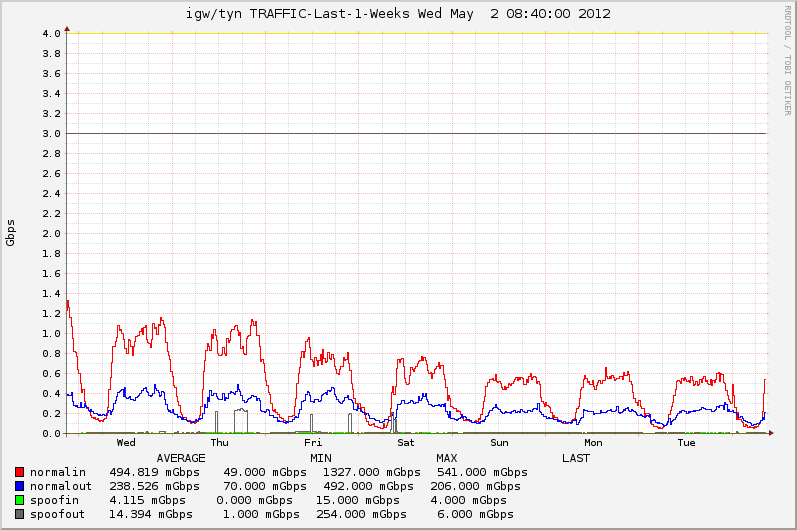 igw/tyn TRAFFIC-Last-1-Weeks Wed May  2 08:40:00 2012
RRDTOOL / TOBI OETIKER
Gbps
4.0
3.8
3.6
3.4
3.2
3.0
2.8
2.6
2.4
2.2
2.0
1.8
1.6
1.4
1.2
1.0
0.8
0.6
0.4
0.2
0.0
Wed Thu Fri Sat Sun Mon Tue
AVERAGE MIN MAX LAST
normalin 494.819 mGbps 49.000 mGbps 1327.000 mGbps 541.000 mGbps
normalout 238.526 mGbps 70.000 mGbps 492.000 mGbps 206.000 mGbps
spoofin 4.115 mGbps 0.000 mGbps 15.000 mGbps 4.000 mGbps
spoofout 14.394 mGbps 1.000 mGbps 254.000 mGbps 6.000 mGbps